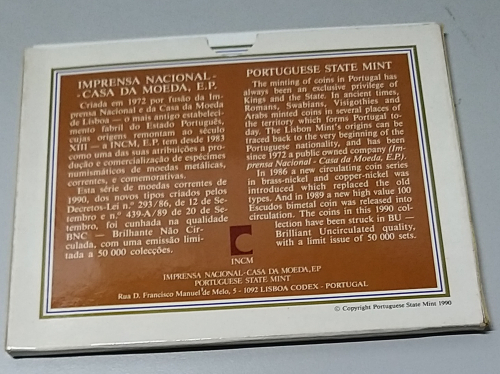 IMPRENSA NACIONAL -
- CASA DA MOEDA, E.P.
Criada em 1972 por fusão da Im-
prensa Nacional e da Casa da Moeda
de Lisboa — o mais antigo estabeleci-
mento fabril do Estado Português,
cujas origens remontam ao século
XIII — a INCM, E.P. tem desde 1983
como uma das suas atribuições a pro-
dução e comercialização de espécimes
numismáticos de moedas metálicas,
correntes, e comemorativas.
Esta série de moedas correntes de
1990, dos novos tipos criados pelos
Decretos-Lei n.º 293/86, de 12 de Se-
tembro e n.º 439-A/89 de 20 de Se-
tembro, foi cunhada na qualidade
BNC — Brilhante Não Cir-
culada, com uma emissão limi-
tada a 50 000 colecções.
PORTUGUESE STATE MINT
The minting of coins in Portugal has
always been an exclusive privilege of
Kings and the State. In ancient times,
Romans, Swabians, Visigothies and
Arabs minted coins in several places of
the territory which forms Portugal to-
day. The Lisbon Mint's origins can be
traced back to the very beginning of the
Portuguese nationality, and has been
since 1972 a public owned company (Im-
prensa Nacional - Casa da Moeda, E.P.).
In 1986 a new circulating coin series
in brass-nickel and copper-nickel was
introduced which replaced the old
types. And in 1989 a new high value 100
Escudos bimetal coin was released into
circulation. The coins in this 1990 col-
lection have been struck in BU —
Brilliant Uncirculated quality,
with a limit issue of 50 000 sets.
INCM
IMPRENSA NACIONAL-CASA DA MOEDA, EP
PORTUGUESE STATE MINT
Rua D. Francisco Manuel de Melo, 5 - 1092 LISBOA CODEX - PORTUGAL
© Copyright Portuguese State Mint 1990